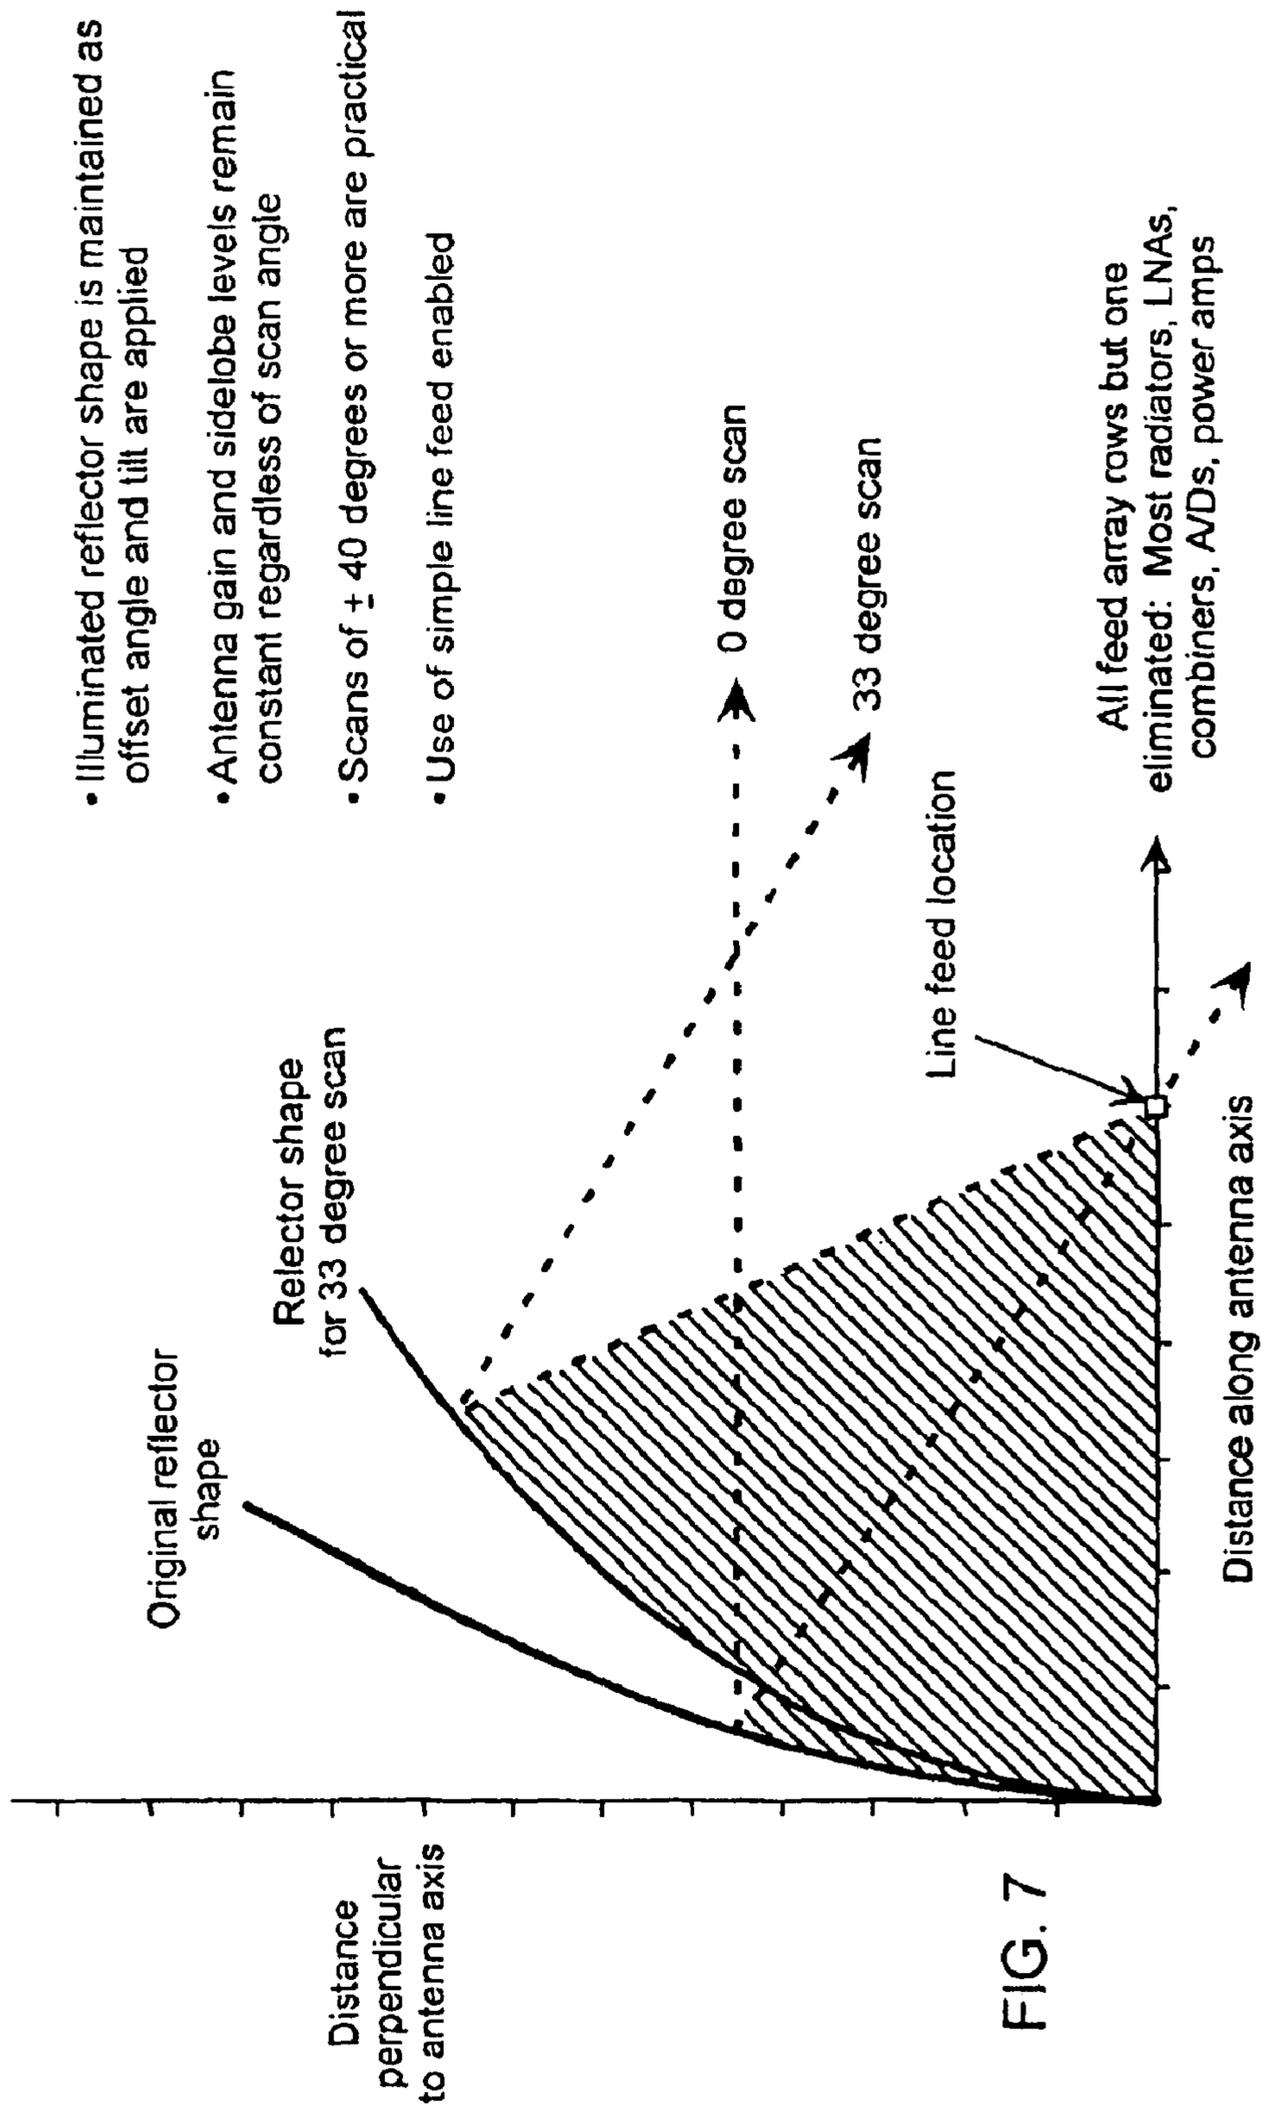 • Illuminated reflector shape is maintained as
offset angle and tilt are applied
• Antenna gain and sidelobe levels remain
constant regardless of scan angle
• Scans of ± 40 degrees or more are practical
• Use of simple line feed enabled
Original reflector
shape
Relector shape
for 33 degree scan
0 degree scan
33 degree scan
Line feed location
All feed array rows but one
eliminated: Most radiators, LNAs,
combiners, A/Ds, power amps
Distance
perpendicular
to antenna axis
Distance along antenna axis
FIG. 7